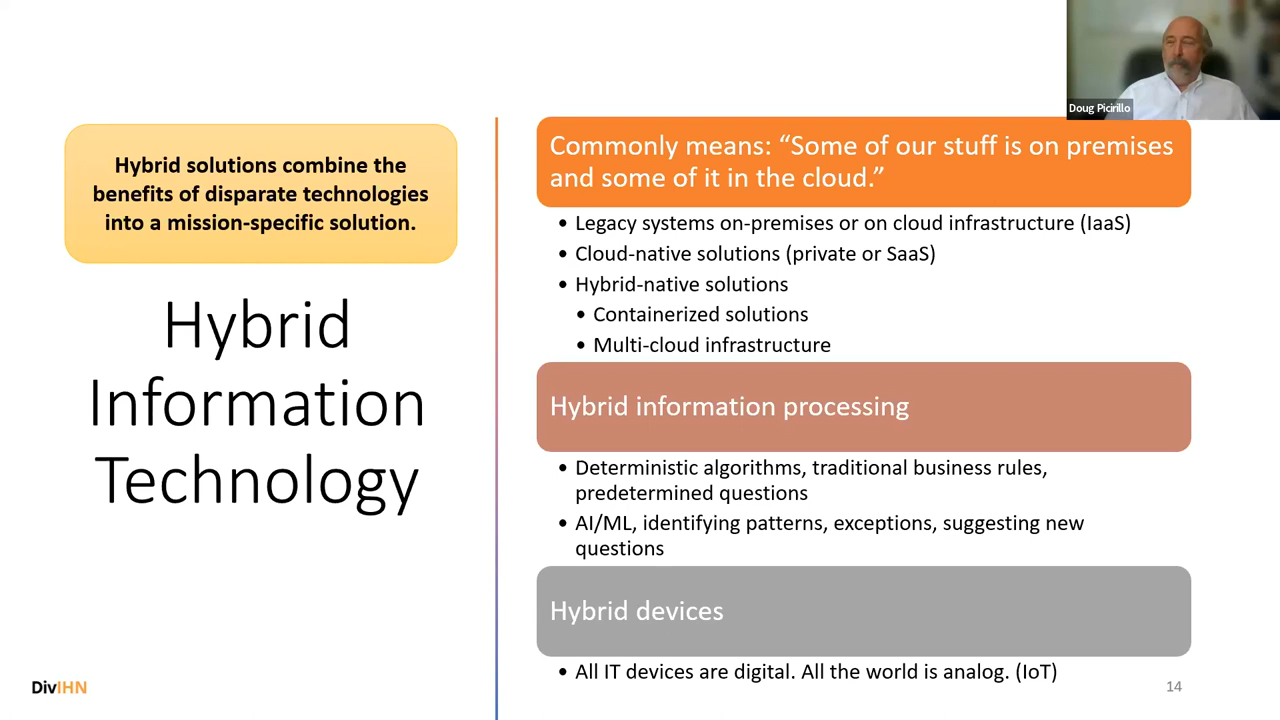 Doug Picirillo
Hybrid solutions combine the
benefits of disparate technologies
into a mission-specific solution.
Hybrid
Information
Technology
Commonly means: “Some of our stuff is on premises
and some of it in the cloud.”
• Legacy systems on-premises or on cloud infrastructure (IaaS)
• Cloud-native solutions (private or SaaS)
• Hybrid-native solutions
• Containerized solutions
• Multi-cloud infrastructure
Hybrid information processing
• Deterministic algorithms, traditional business rules,
predetermined questions
• AI/ML, identifying patterns, exceptions, suggesting new
questions
Hybrid devices
• All IT devices are digital. All the world is analog. (IoT)
DivIHN
14